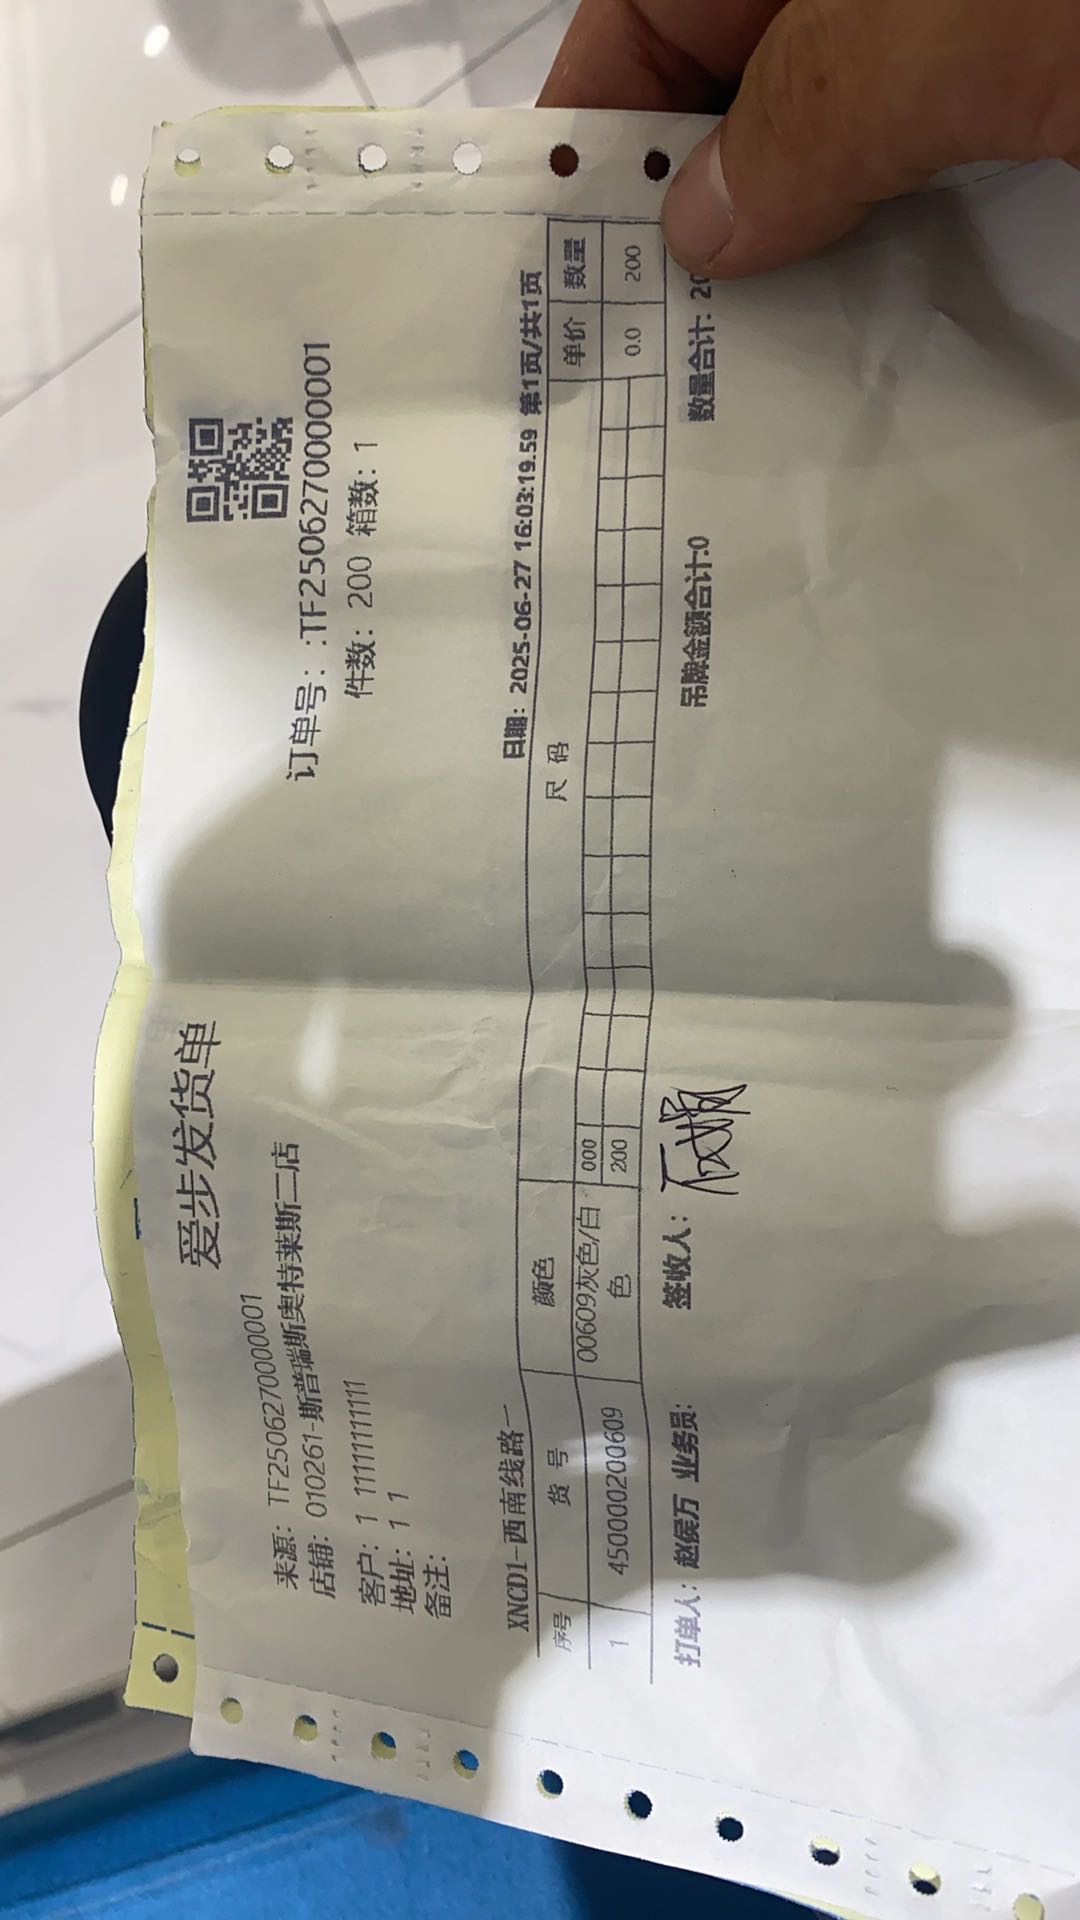 爱步发货单
来源: TF250627000001
订单号: :TF250627000001
店铺: 010261-斯普瑞斯奥特莱斯二店
件数: 200 箱数: 1
客户: 1 11111111111
地址: 1 1
备注:
XNCD1-西南线路一 日期: 2025-06-27 16:03:19.59 第1页/共1页
序号 货号 颜色 尺码 单价 数量
000
1 450000200609 00609灰色/白色 200 0.0 200
打单人: 赵侯万 业务员: 签收人: 吊牌金额合计:0 数量合计: 20